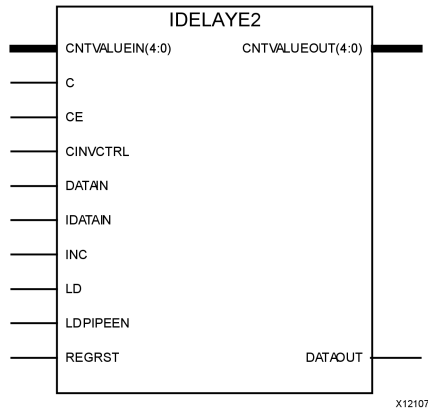 IDELAYE2
CNTVALUEIN(4:0) CNTVALUEOUT(4:0)
C
CE
CINVCTRL
DATAIN
IDATAIN
INC
LD
LDPIPEEN
REGRST DATAOUT
X12107